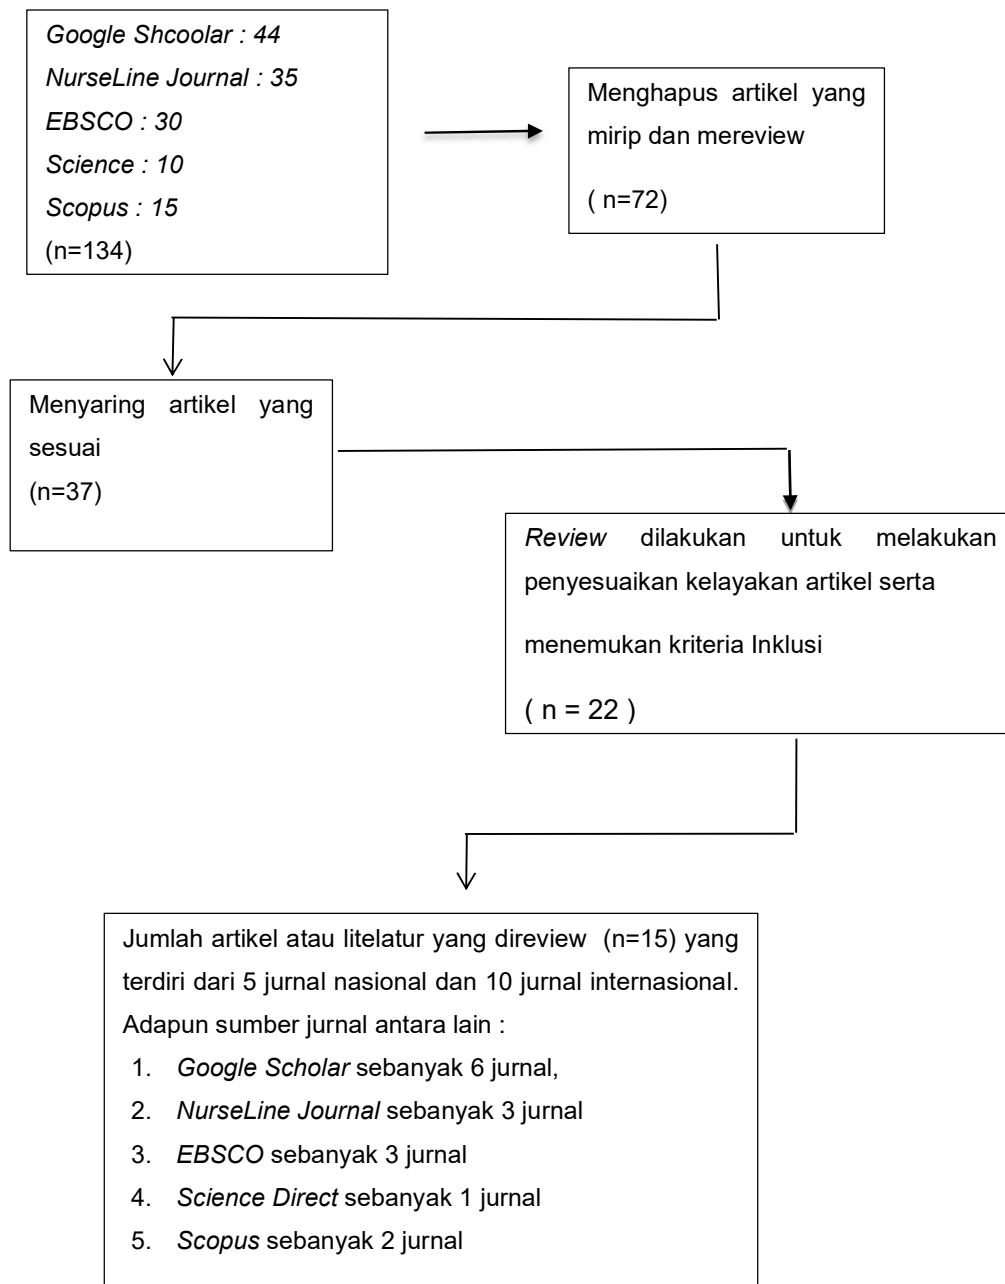 Google Shcoolar : 44
NurseLine Journal : 35
EBSCO : 30
Science : 10
Scopus : 15
(n=134)
Menghapus artikel yang
mirip dan mereview
( n=72)
Menyaring artikel yang
sesuai
(n=37)
Review dilakukan untuk melakukan
penyesuaikan kelayakan artikel serta
menemukan kriteria Inklusi
( n = 22 )
Jumlah artikel atau litelatur yang direview (n=15) yang
terdiri dari 5 jurnal nasional dan 10 jurnal internasional.
Adapun sumber jurnal antara lain :
1. Google Scholar sebanyak 6 jurnal,
2. NurseLine Journal sebanyak 3 jurnal
3. EBSCO sebanyak 3 jurnal
4. Science Direct sebanyak 1 jurnal
5. Scopus sebanyak 2 jurnal